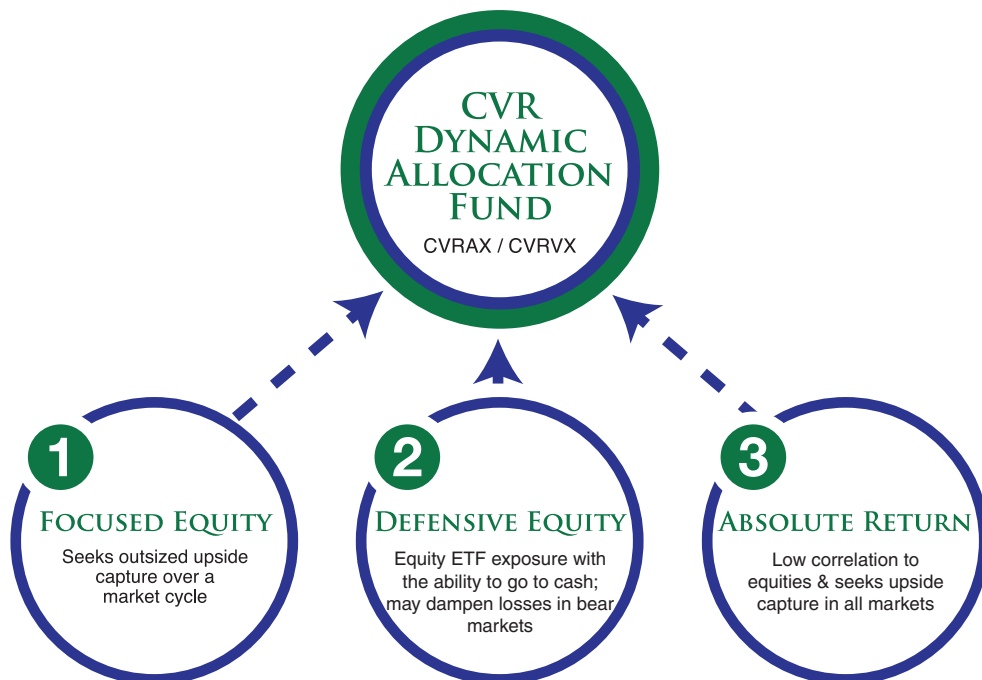 CVR
DYNAMIC
ALLOCATION
FUND
CVRAX / CVRVX
1
FOCUSED EQUITY
Seeks outsized upside
capture over a
market cycle
2
DEFENSIVE EQUITY
Equity ETF exposure with
the ability to go to cash;
may dampen losses in bear
markets
3
ABSOLUTE RETURN
Low correlation to
equities & seeks upside
capture in all markets